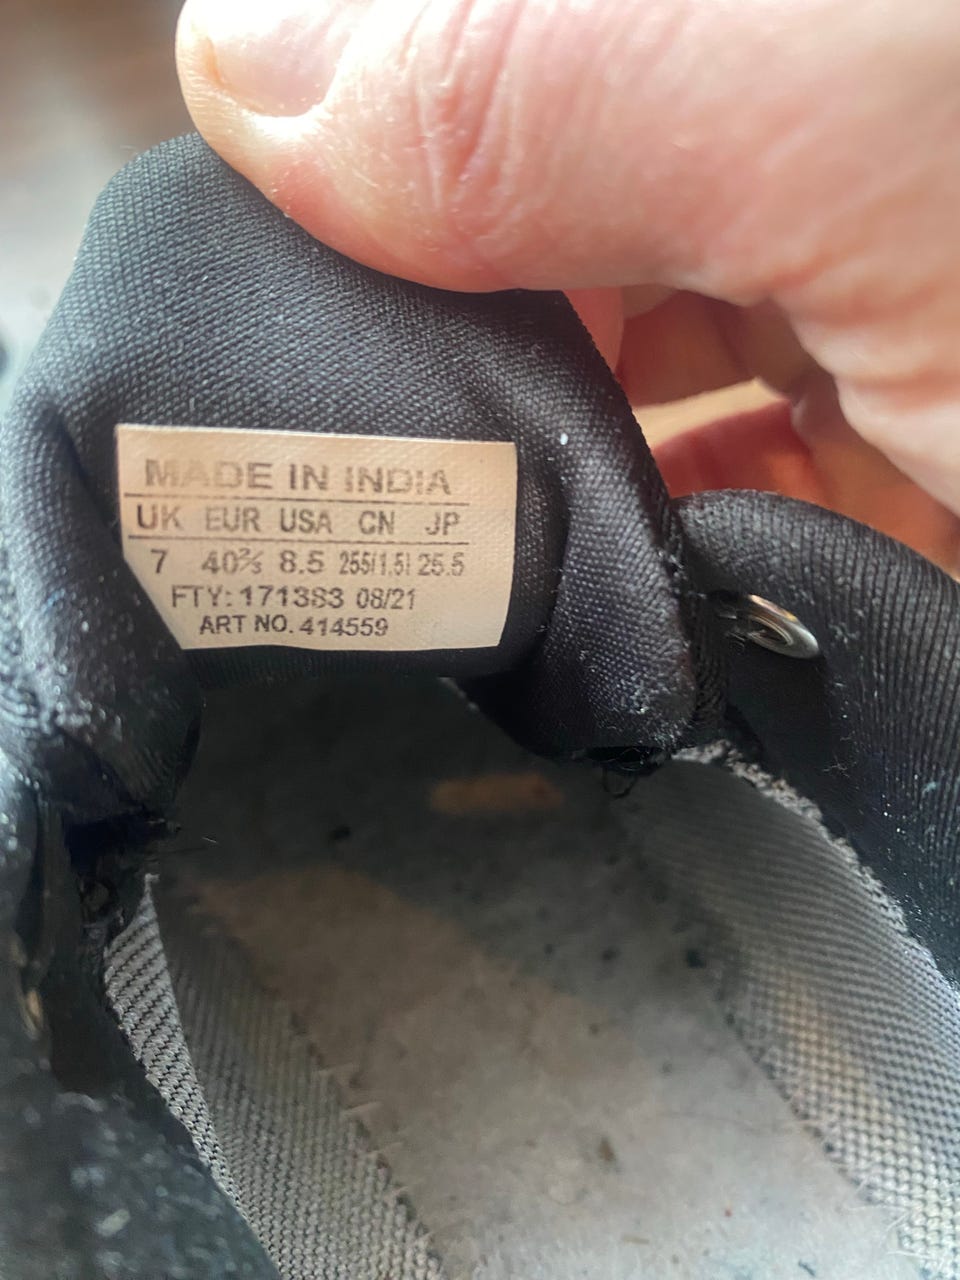 MADE IN INDIA
UK EUR USA CN JP
7 40⅔ 8.5 255(1.5) 25.5
FTY: 171383 08/21
ART NO. 414559